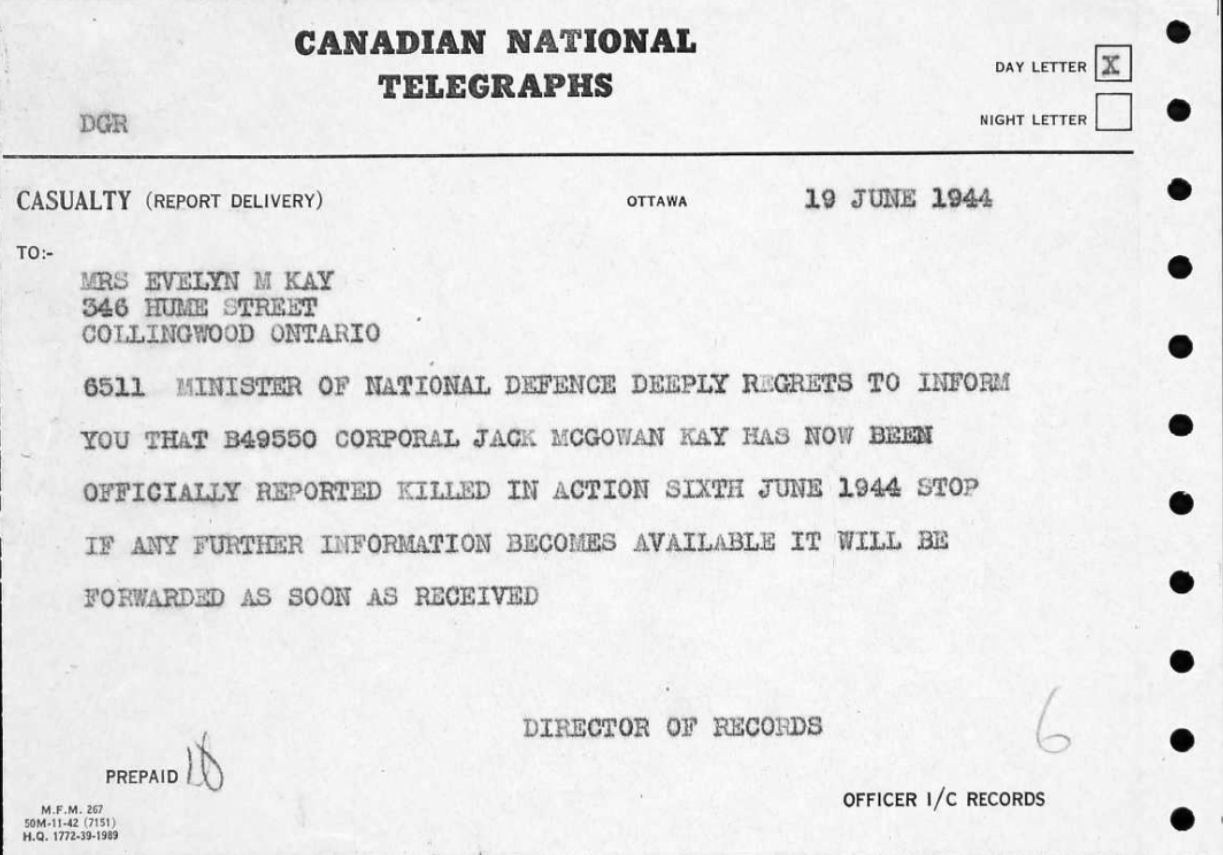 CANADIAN NATIONAL
TELEGRAPHS
DAY LETTER X
NIGHT LETTER
DGR
CASUALTY (REPORT DELIVERY) OTTAWA 19 JUNE 1944
TO:-
MRS EVELYN M KAY
346 HUME STREET
COLLINGWOOD ONTARIO
6511 MINISTER OF NATIONAL DEFENCE DEEPLY REGRETS TO INFORM
YOU THAT B49550 CORPORAL JACK MCGOWAN KAY HAS NOW BEEN
OFFICIALLY REPORTED KILLED IN ACTION SIXTH JUNE 1944 STOP
IF ANY FURTHER INFORMATION BECOMES AVAILABLE IT WILL BE
FORWARDED AS SOON AS RECEIVED
DIRECTOR OF RECORDS
6
PREPAID
OFFICER I/C RECORDS
M.F.M. 267
50M-11-42 (7151)
H.Q. 1772-39-1989